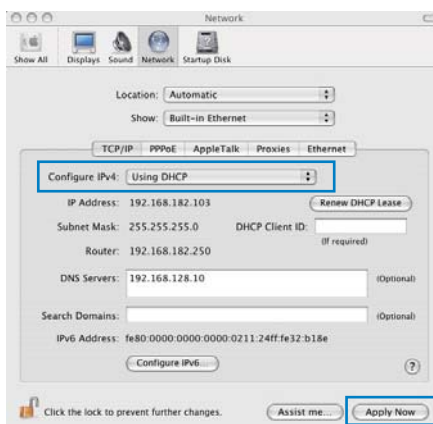 Network
Show All Displays Sound Network Startup Disk
Location: Automatic
Show: Built-in Ethernet
TCP/IP PPPoE AppleTalk Proxies Ethernet
Configure IPv4: Using DHCP
IP Address: 192.168.182.103 Renew DHCP Lease
Subnet Mask: 255.255.255.0 DHCP Client ID:
(If required)
Router: 192.168.182.250
DNS Servers: 192.168.128.10 (Optional)
Search Domains: (Optional)
IPv6 Address: fe80:0000:0000:0000:0211:24ff:fe32:b18e
Configure IPv6... ?
Click the lock to prevent further changes. Assist me... Apply Now